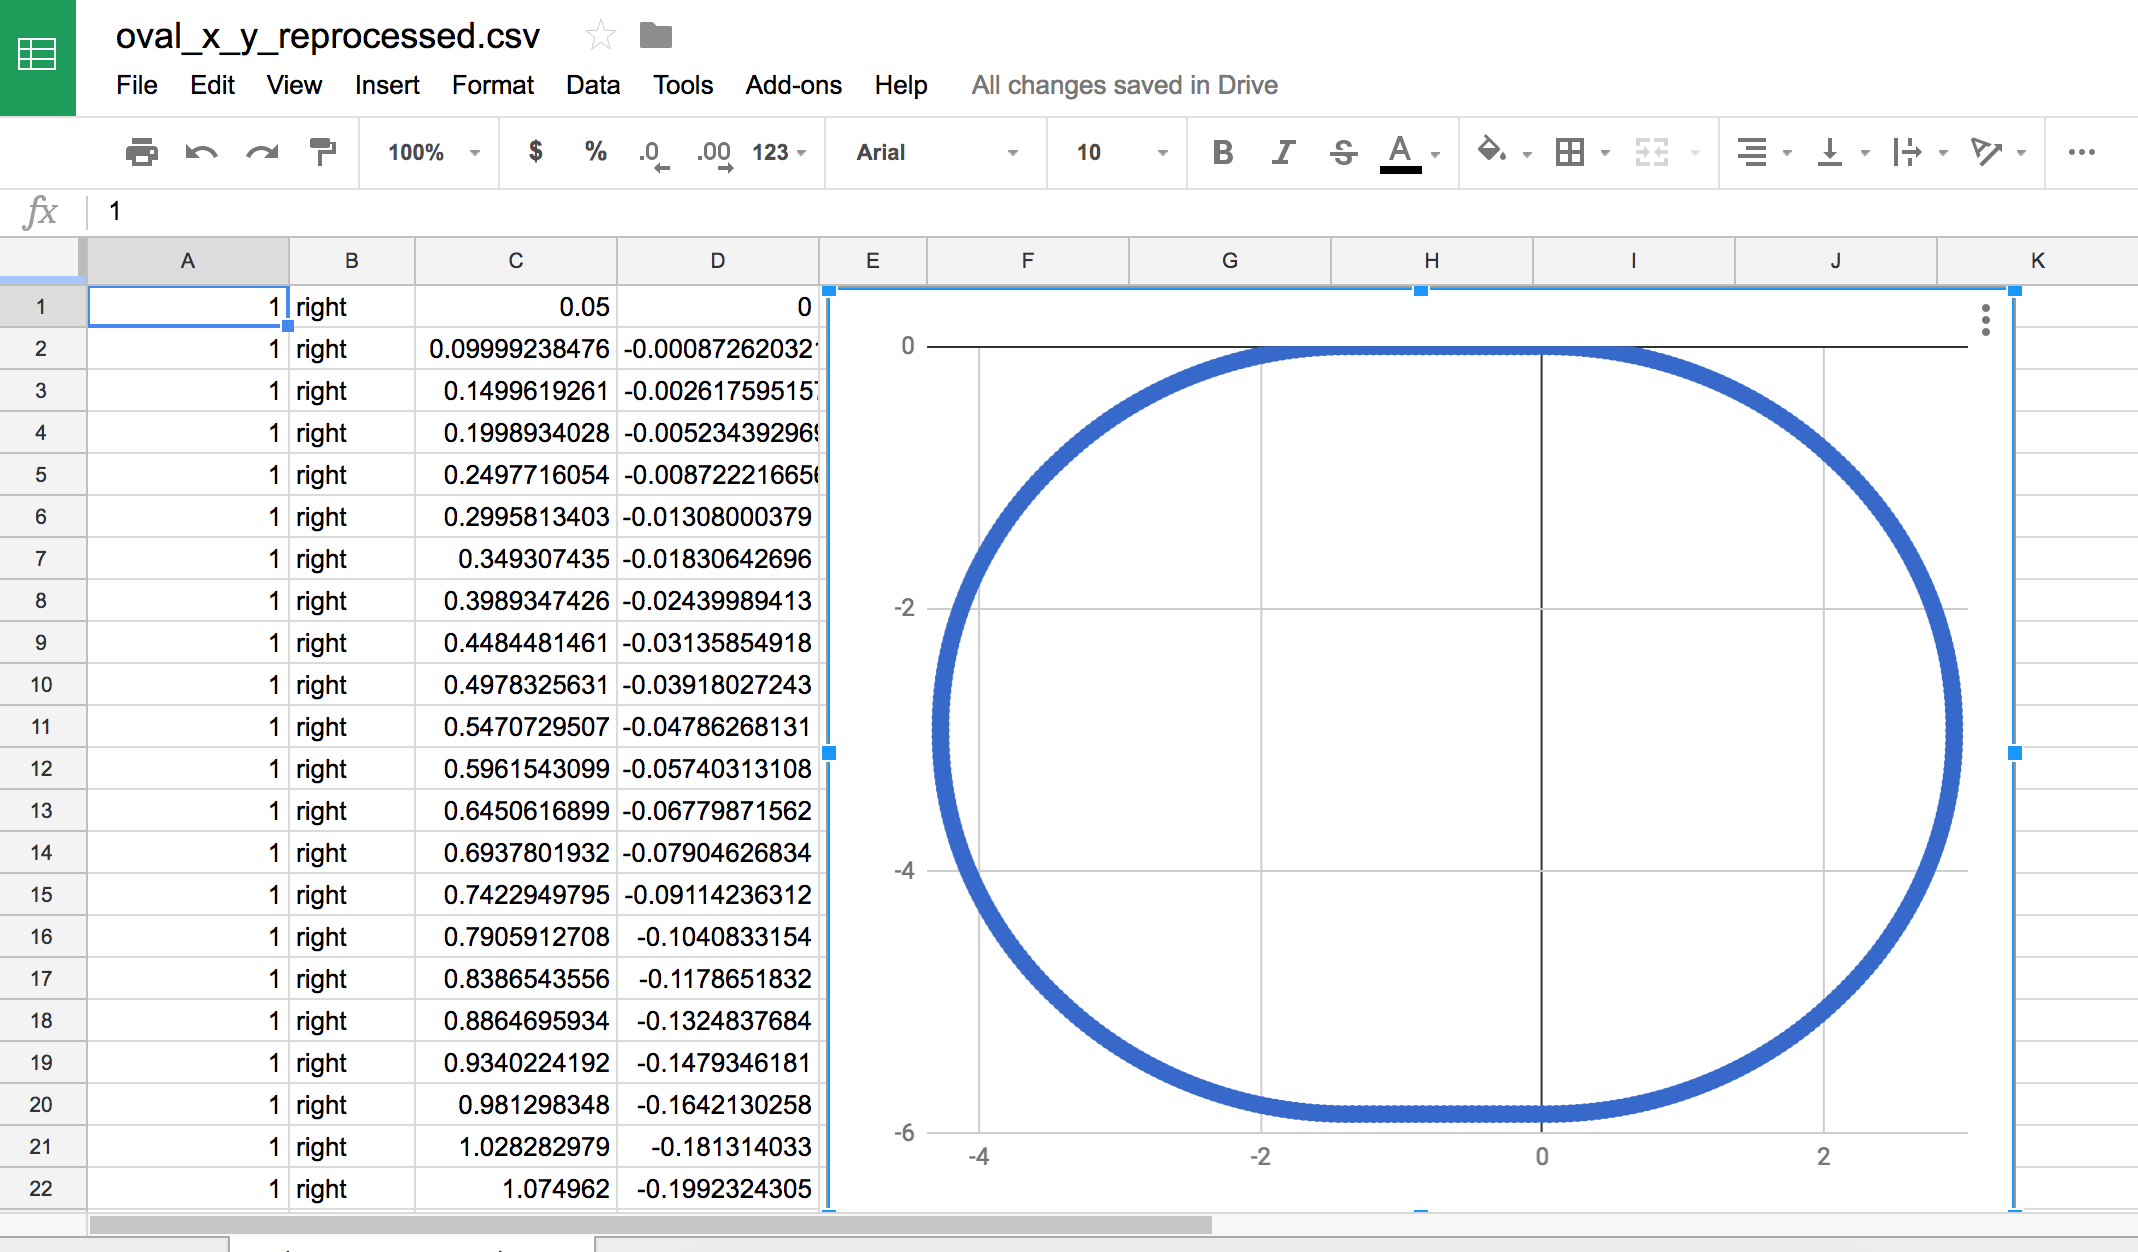 oval_x_y_reprocessed.csv
File Edit View Insert Format Data Tools Add-ons Help All changes saved in Drive
100% $ % .0 .00 123 Arial 10 B I S A
fx 1
A B C D E F G H I J K
1 1 right 0.05 0
2 1 right 0.09999238476 -0.000872620321
3 1 right 0.1499619261 -0.002617595157
4 1 right 0.1998934028 -0.005234392969
5 1 right 0.2497716054 -0.008722216656
6 1 right 0.2995813403 -0.01308000379
7 1 right 0.349307435 -0.01830642696
8 1 right 0.3989347426 -0.02439989413
9 1 right 0.4484481461 -0.03135854918
10 1 right 0.4978325631 -0.03918027243
11 1 right 0.5470729507 -0.04786268131
12 1 right 0.5961543099 -0.05740313108
13 1 right 0.6450616899 -0.06779871562
14 1 right 0.6937801932 -0.07904626834
15 1 right 0.7422949795 -0.09114236312
16 1 right 0.7905912708 -0.1040833154
17 1 right 0.8386543556 -0.1178651832
18 1 right 0.8864695934 -0.1324837684
19 1 right 0.9340224192 -0.1479346181
20 1 right 0.981298348 -0.1642130258
21 1 right 1.028282979 -0.181314033
22 1 right 1.074962 -0.1992324305
0
-2
-4
-6
-4 -2 0 2